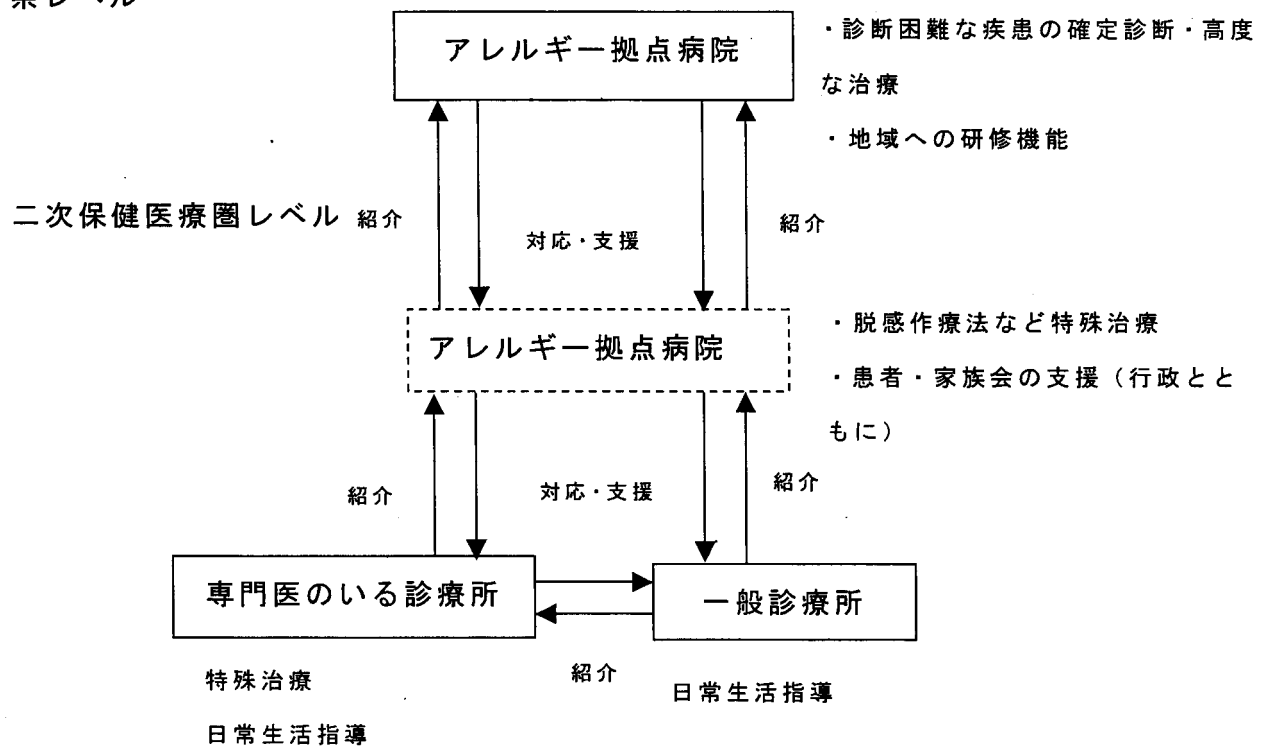 レベル
アレルギー拠点病院
・診断困難な疾患の確定診断・高度
な治療
・地域への研修機能
二次保健医療圏レベル
紹介
対応・支援
紹介
アレルギー拠点病院
・脱感作療法など特殊治療
・患者・家族会の支援（行政とと
もに）
紹介
対応・支援
紹介
専門医のいる診療所
一般診療所
紹介
特殊治療
日常生活指導
日常生活指導